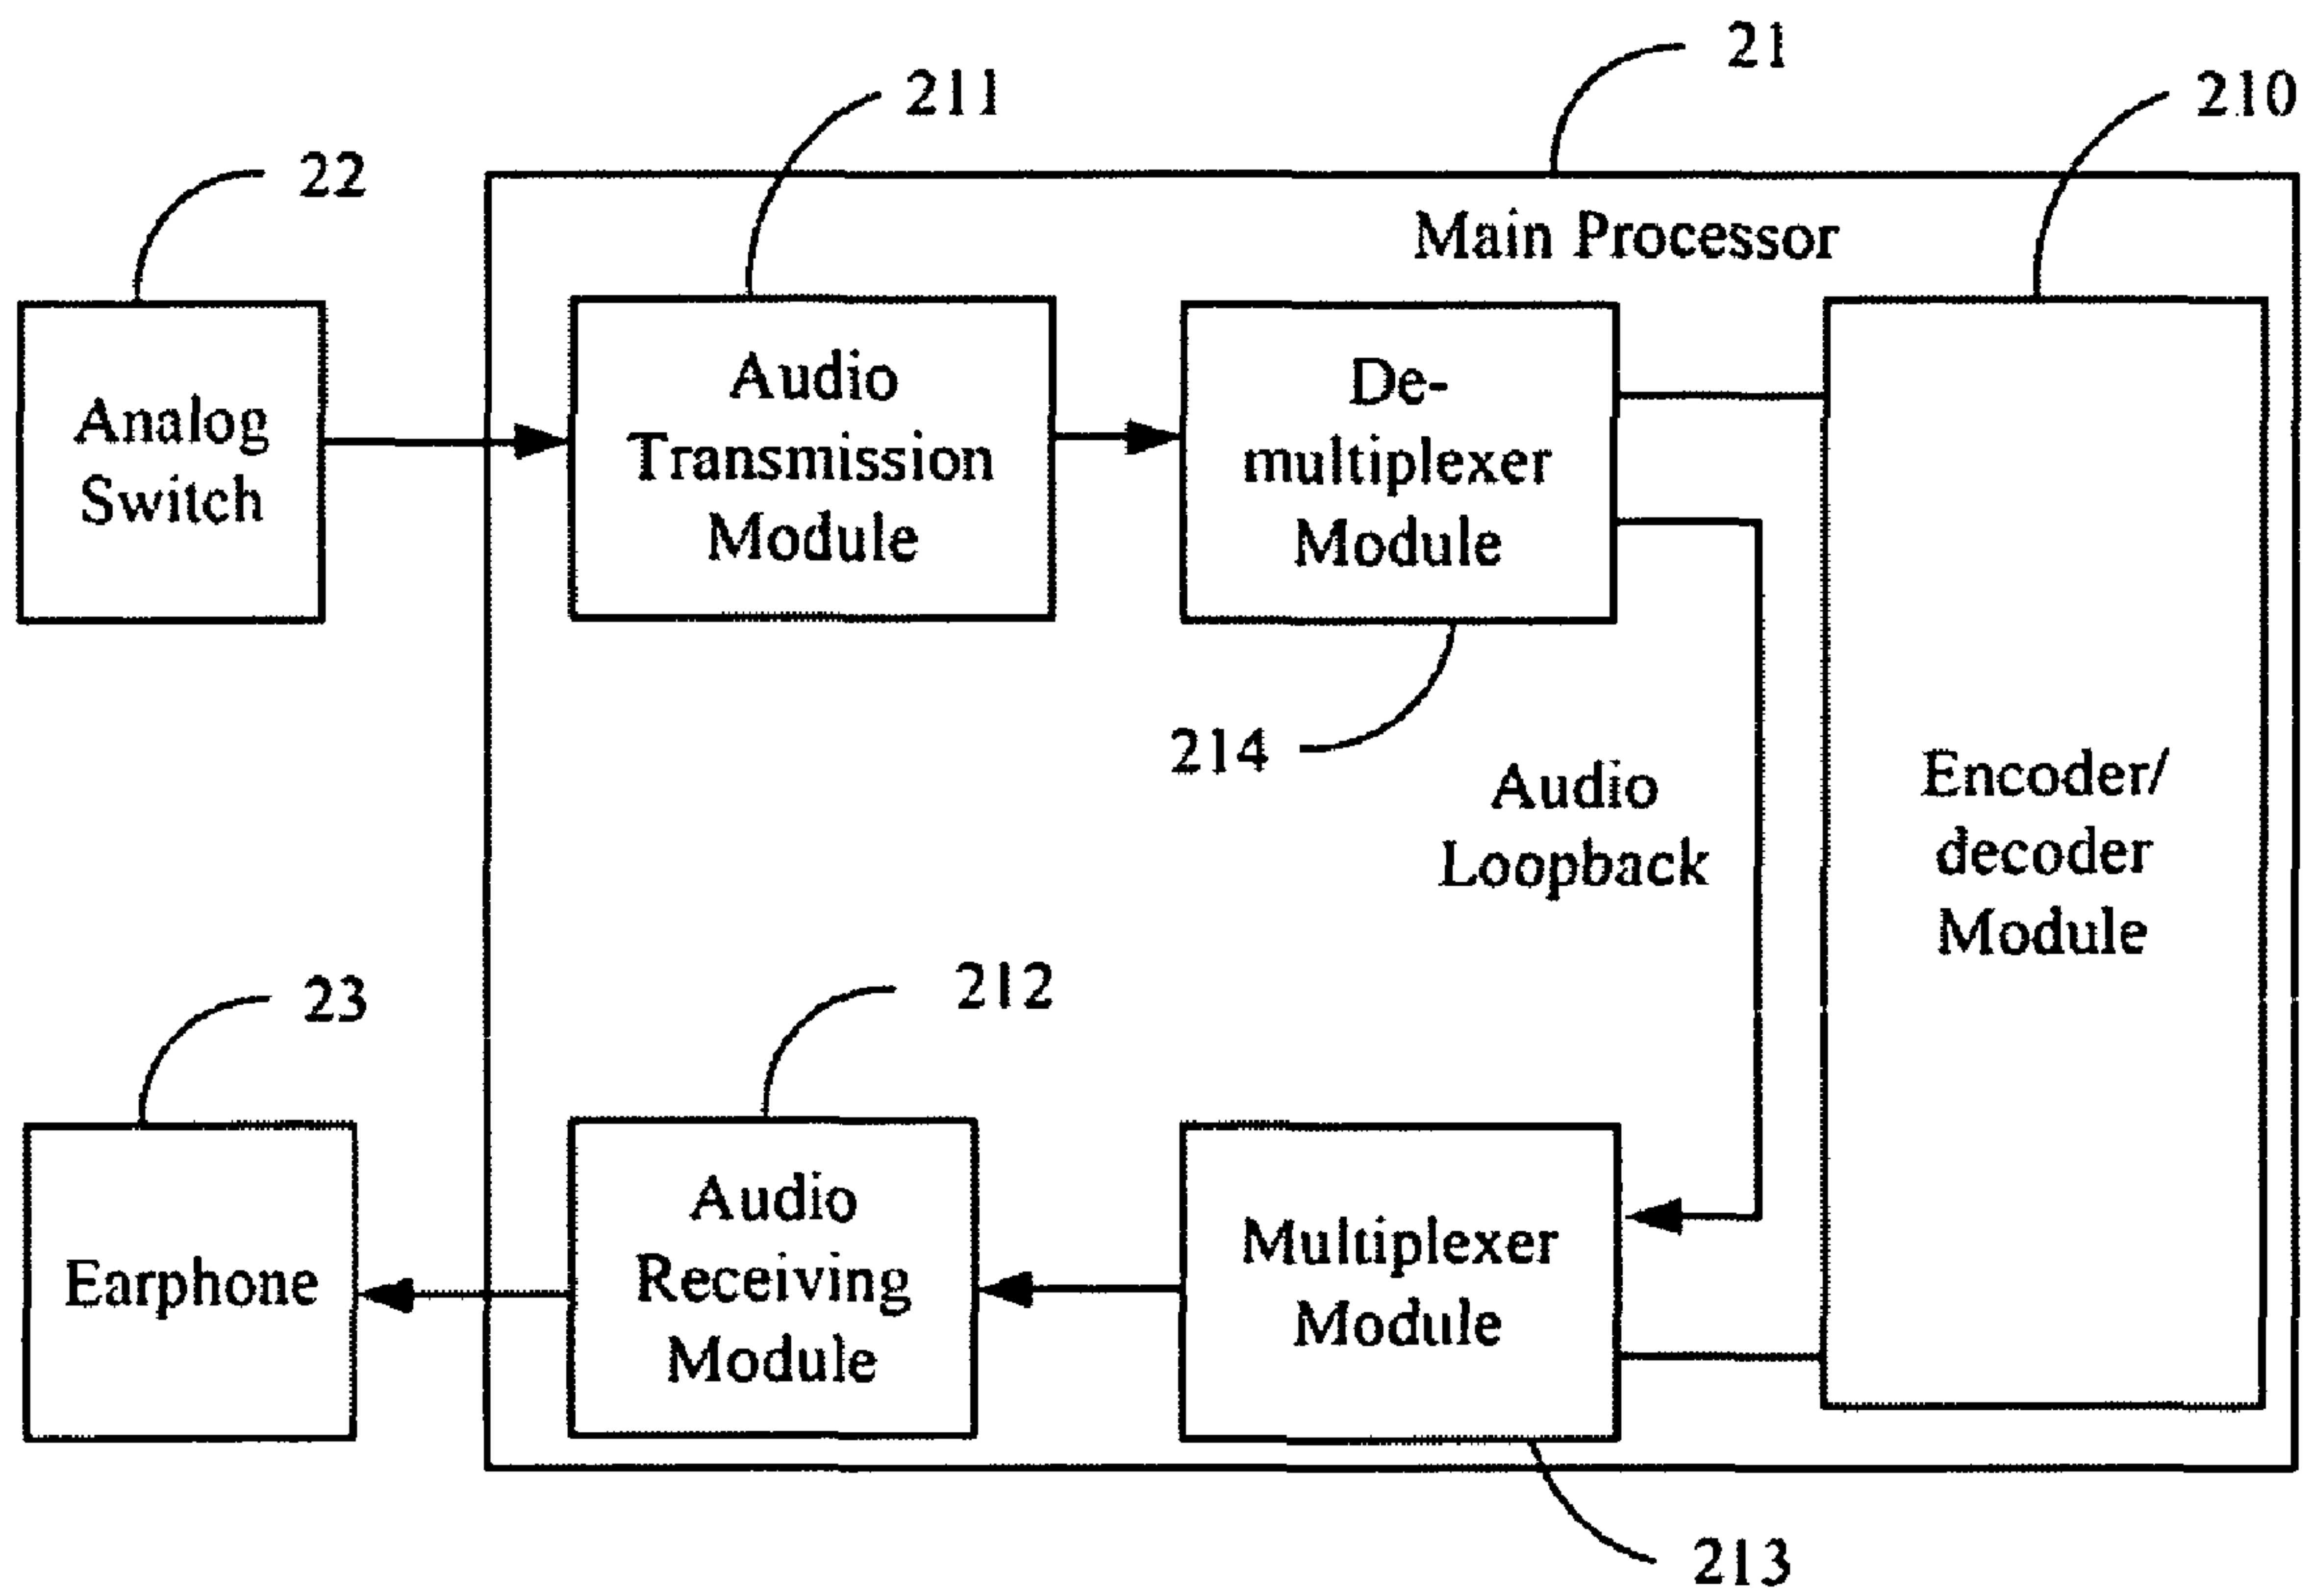 21
211
210
22
Main Processor
Analog
Switch
Audio
Transmission
Module
De-
multiplexer
Module
214
Audio
Loopback
Encoder/
decoder
Module
23
212
Earphone
Audio
Receiving
Module
Multiplexer
Module
213